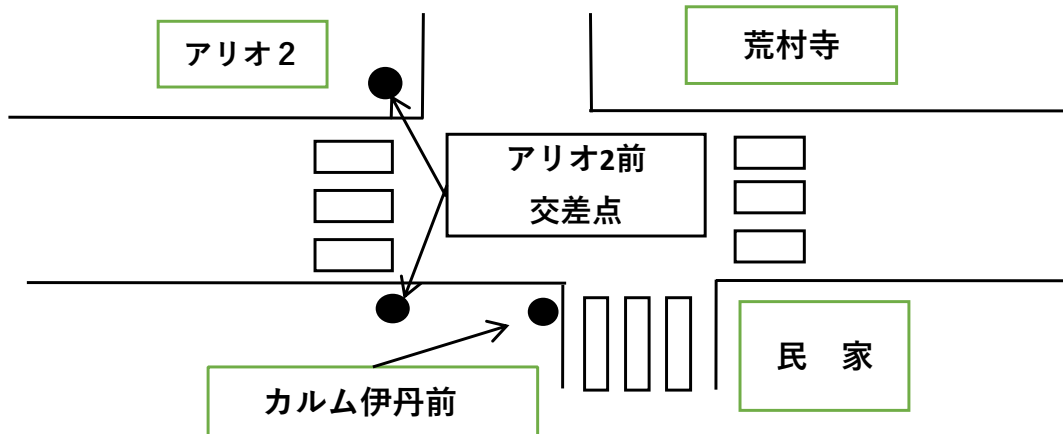 アリオ２
荒村寺
アリオ2前
交差点
民　家
カルム伊丹前